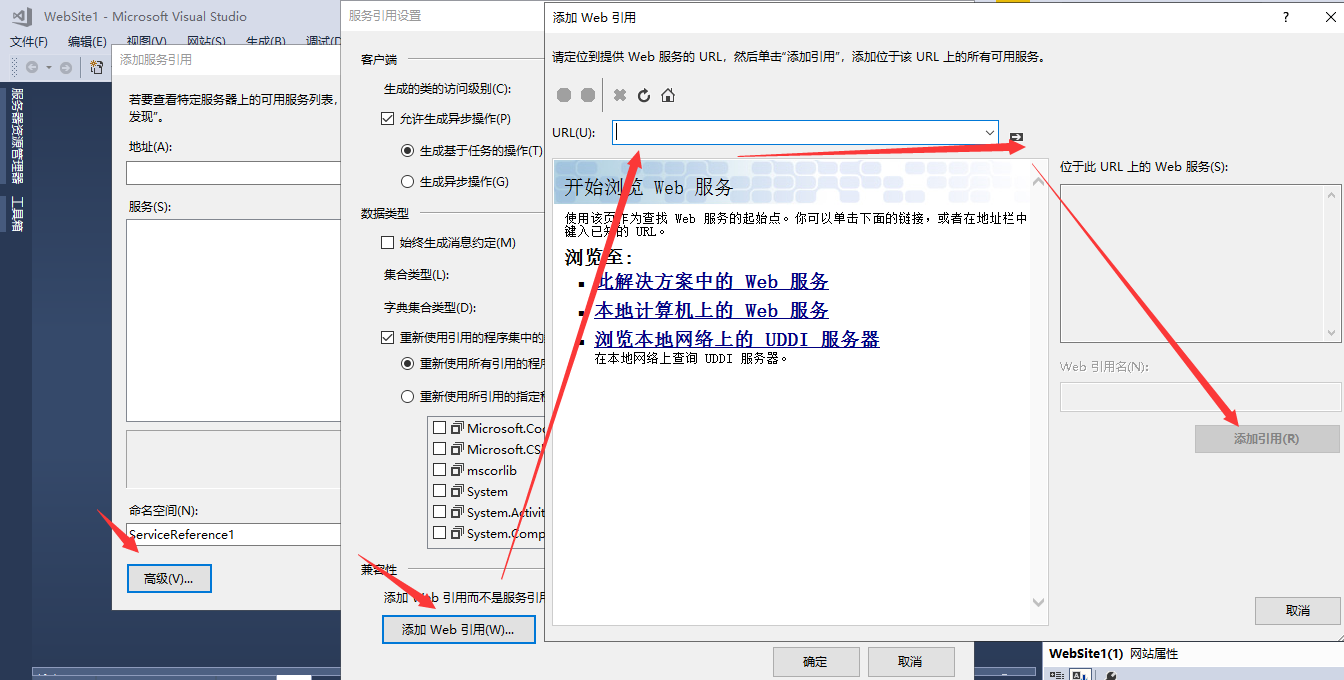 WebSite1 - Microsoft Visual Studio
文件(F) 编辑(E) 视图(V) 网站(S) 生成(B) 调试(D
服务器资源管理器
工具箱
添加服务引用
若要查看特定服务器上的可用服务列表，
发现”。
地址(A):
服务(S):
命名空间(N):
ServiceReference1
高级(V)...
服务引用设置
客户端
生成的类的访问级别(C):
允许生成异步操作(P)
生成基于任务的操作(T)
生成异步操作(G)
数据类型
始终生成消息约定(M)
集合类型(L):
字典集合类型(D):
重新使用引用的程序集中的
重新使用所有引用的程序
重新使用所引用的指定程
Microsoft.Coc
Microsoft.CSh
mscorlib
System
System.Activit
System.Comp
兼容性
添加 Web 引用而不是服务引用
添加 Web 引用(W)...
确定
取消
添加 Web 引用
?
请定位到提供 Web 服务的 URL，然后单击“添加引用”，添加位于该 URL 上的所有可用服务。
URL(U):
开始浏览 Web 服务
使用该页作为查找 Web 服务的起始点。你可以单击下面的链接，或者在地址栏中
键入已知的 URL。
浏览至:
此解决方案中的 Web 服务
本地计算机上的 Web 服务
浏览本地网络上的 UDDI 服务器
在本地网络上查询 UDDI 服务器。
位于此 URL 上的 Web 服务(S):
Web 引用名(N):
添加引用(R)
取消
WebSite1(1) 网站属性